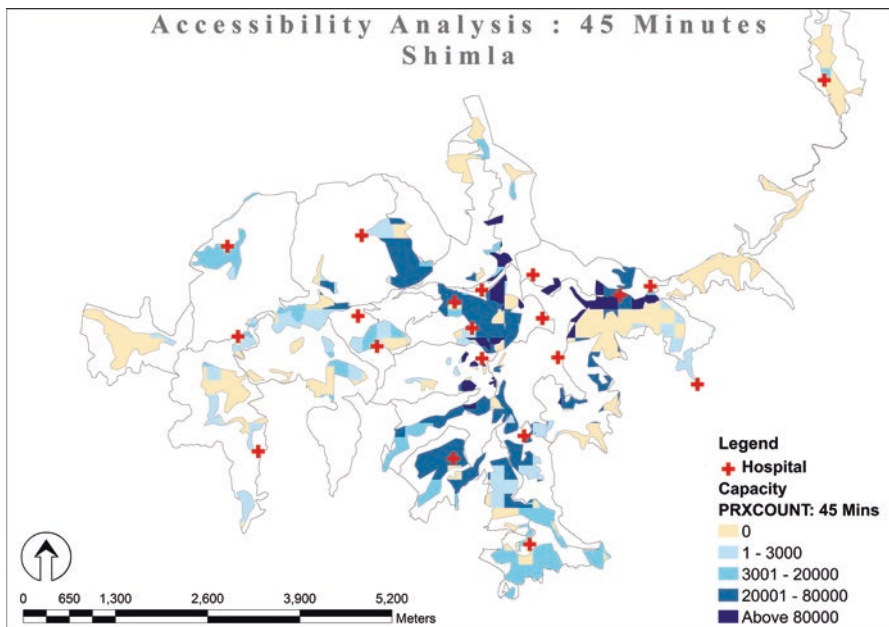 Accessibility Analysis : 45 Minutes
Shimla
Legend
Hospital
Capacity
PRXCOUNT: 45 Mins
0
1 - 3000
3001 - 20000
20001 - 80000
Above 80000
0 650 1,300 2,600 3,900 5,200
Meters